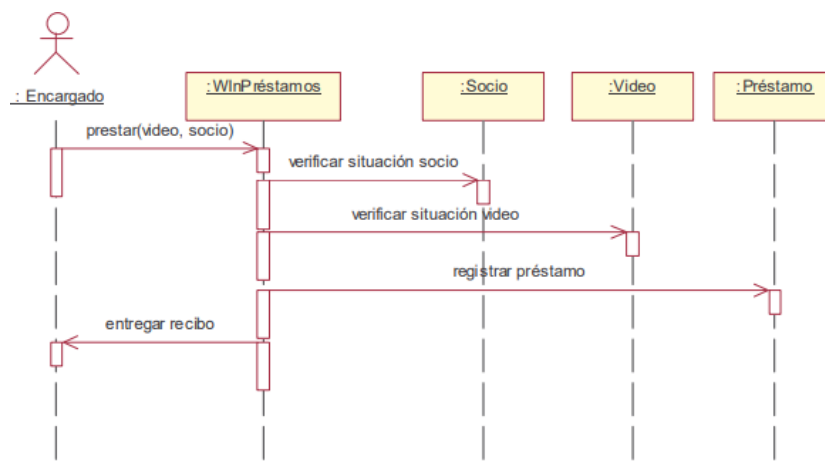 : Encargado
:WInPréstamos
:Socio
:Video
:Préstamo
prestar(video, socio)
verificar situación socio
verificar situación video
registrar préstamo
entregar recibo